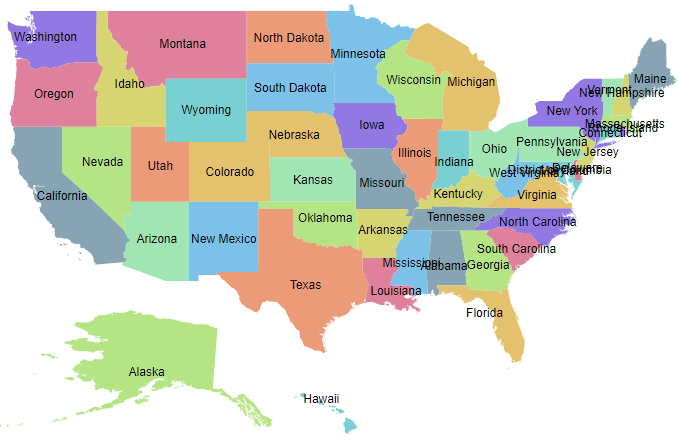 Washington
Montana
North Dakota
Minnesota
Maine
Vermont
New Hampshire
Idaho
Oregon
Wisconsin
Michigan
South Dakota
Wyoming
New York
Massachusetts
Rhode Island
Connecticut
Iowa
Nebraska
Pennsylvania
Ohio
New Jersey
Illinois
Indiana
Nevada
Utah
Colorado
Delaware
District of Columbia
West Virginia
Kansas
Missouri
California
Kentucky
Virginia
Tennessee
North Carolina
Oklahoma
Arkansas
Arizona
New Mexico
South Carolina
Mississippi
Alabama
Georgia
Texas
Louisiana
Florida
Alaska
Hawaii